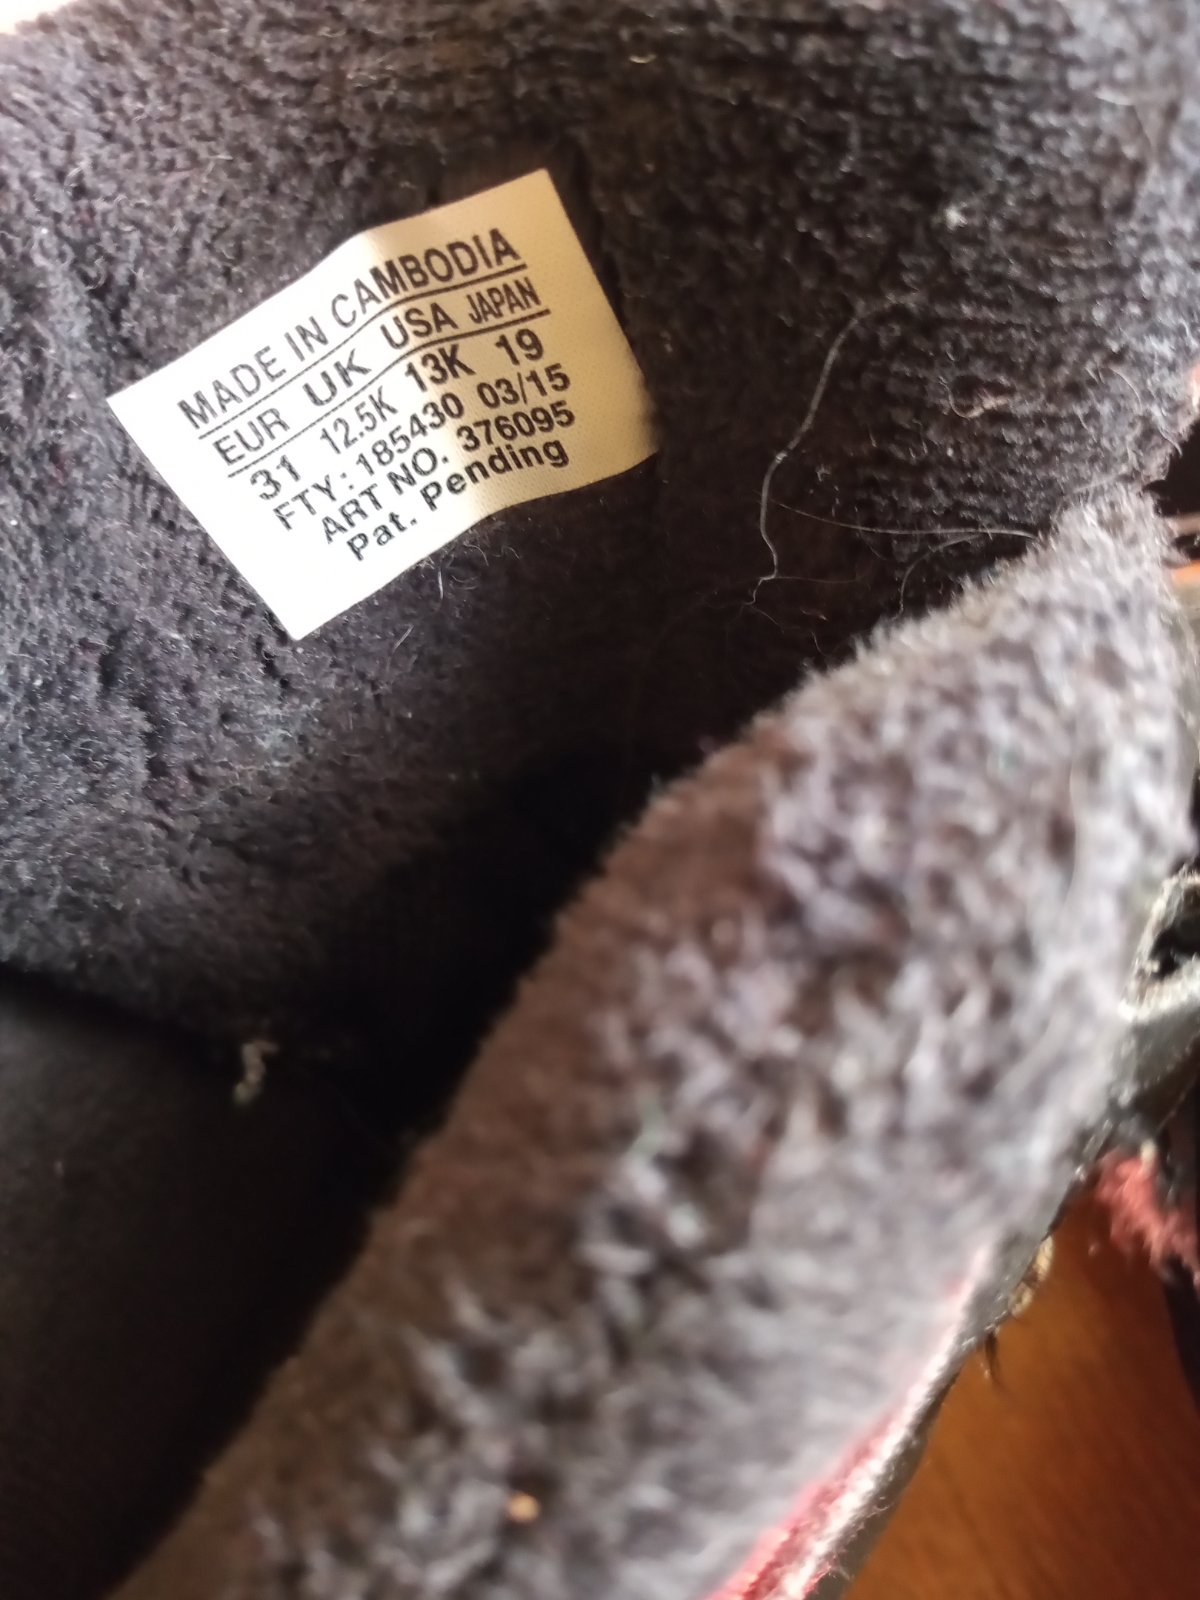 MADE IN CAMBODIA
EUR UK USA JAPAN
31 12.5K 13K 19
FTY: 185430 03/15
ART NO. 376095
Pat. Pending